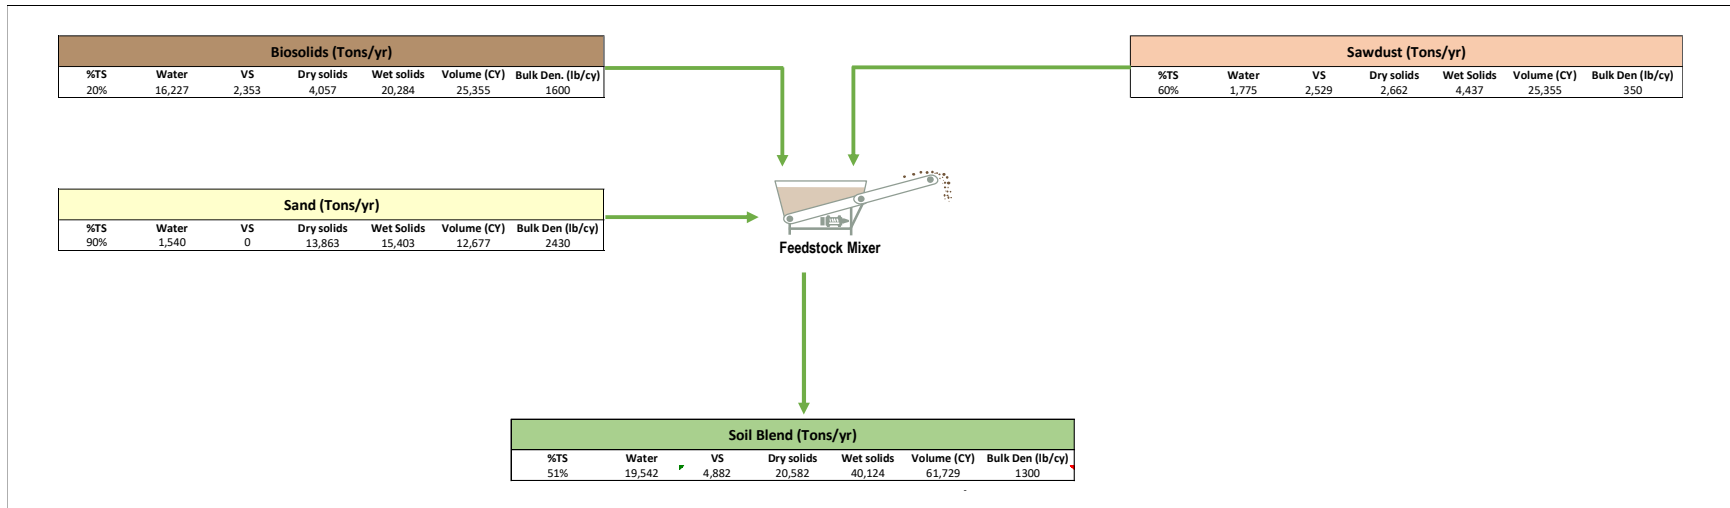 Biosolids (Tons/yr)
%TS Water VS Dry solids Wet solids Volume (CY) Bulk Den. (lb/cy)
20% 16,227 2,353 4,057 20,284 25,355 1600
Sawdust (Tons/yr)
%TS Water VS Dry solids Wet Solids Volume (CY) Bulk Den (lb/cy)
60% 1,775 2,529 2,662 4,437 25,355 350
Sand (Tons/yr)
%TS Water VS Dry solids Wet Solids Volume (CY) Bulk Den (lb/cy)
90% 1,540 0 13,863 15,403 12,677 2430
Feedstock Mixer
Soil Blend (Tons/yr)
%TS Water VS Dry solids Wet solids Volume (CY) Bulk Den (lb/cy)
51% 19,542 4,882 20,582 40,124 61,729 1300
-